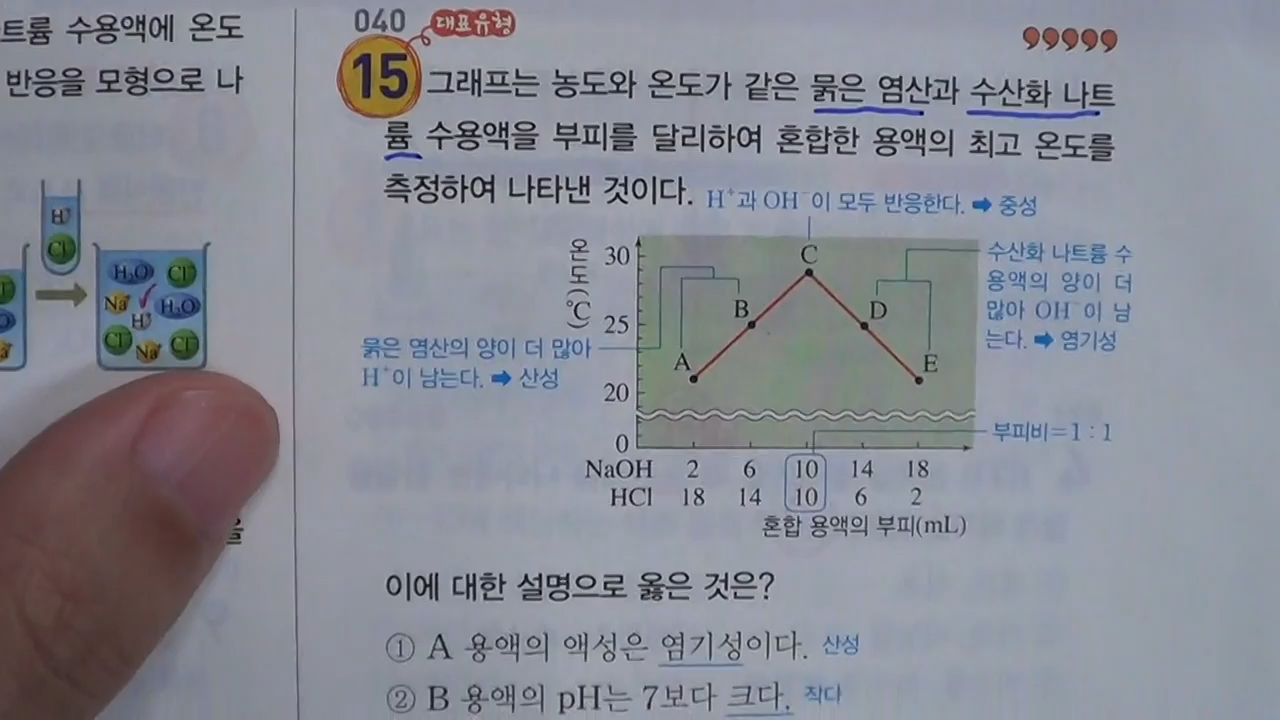 트륨 수용액에 온도
반응을 모형으로 나
H⁺
Cl⁻
H₂O Cl⁻
Na⁺ H₂O
H⁺
Cl⁻ Na⁺ Cl⁻
을
040 대표유형
15 그래프는 농도와 온도가 같은 묽은 염산과 수산화 나트
륨 수용액을 부피를 달리하여 혼합한 용액의 최고 온도를
측정하여 나타낸 것이다.
H⁺과 OH⁻이 모두 반응한다. ➡ 중성
온도(℃)
30
25
20
0
A
B
C
D
E
수산화 나트륨 수
용액의 양이 더
많아 OH⁻이 남
는다. ➡ 염기성
묽은 염산의 양이 더 많아
H⁺이 남는다. ➡ 산성
부피비=1 : 1
NaOH 2 6 10 14 18
HCl 18 14 10 6 2
혼합 용액의 부피(mL)
이에 대한 설명으로 옳은 것은?
① A 용액의 액성은 염기성이다. 산성
② B 용액의 pH는 7보다 크다. 작다